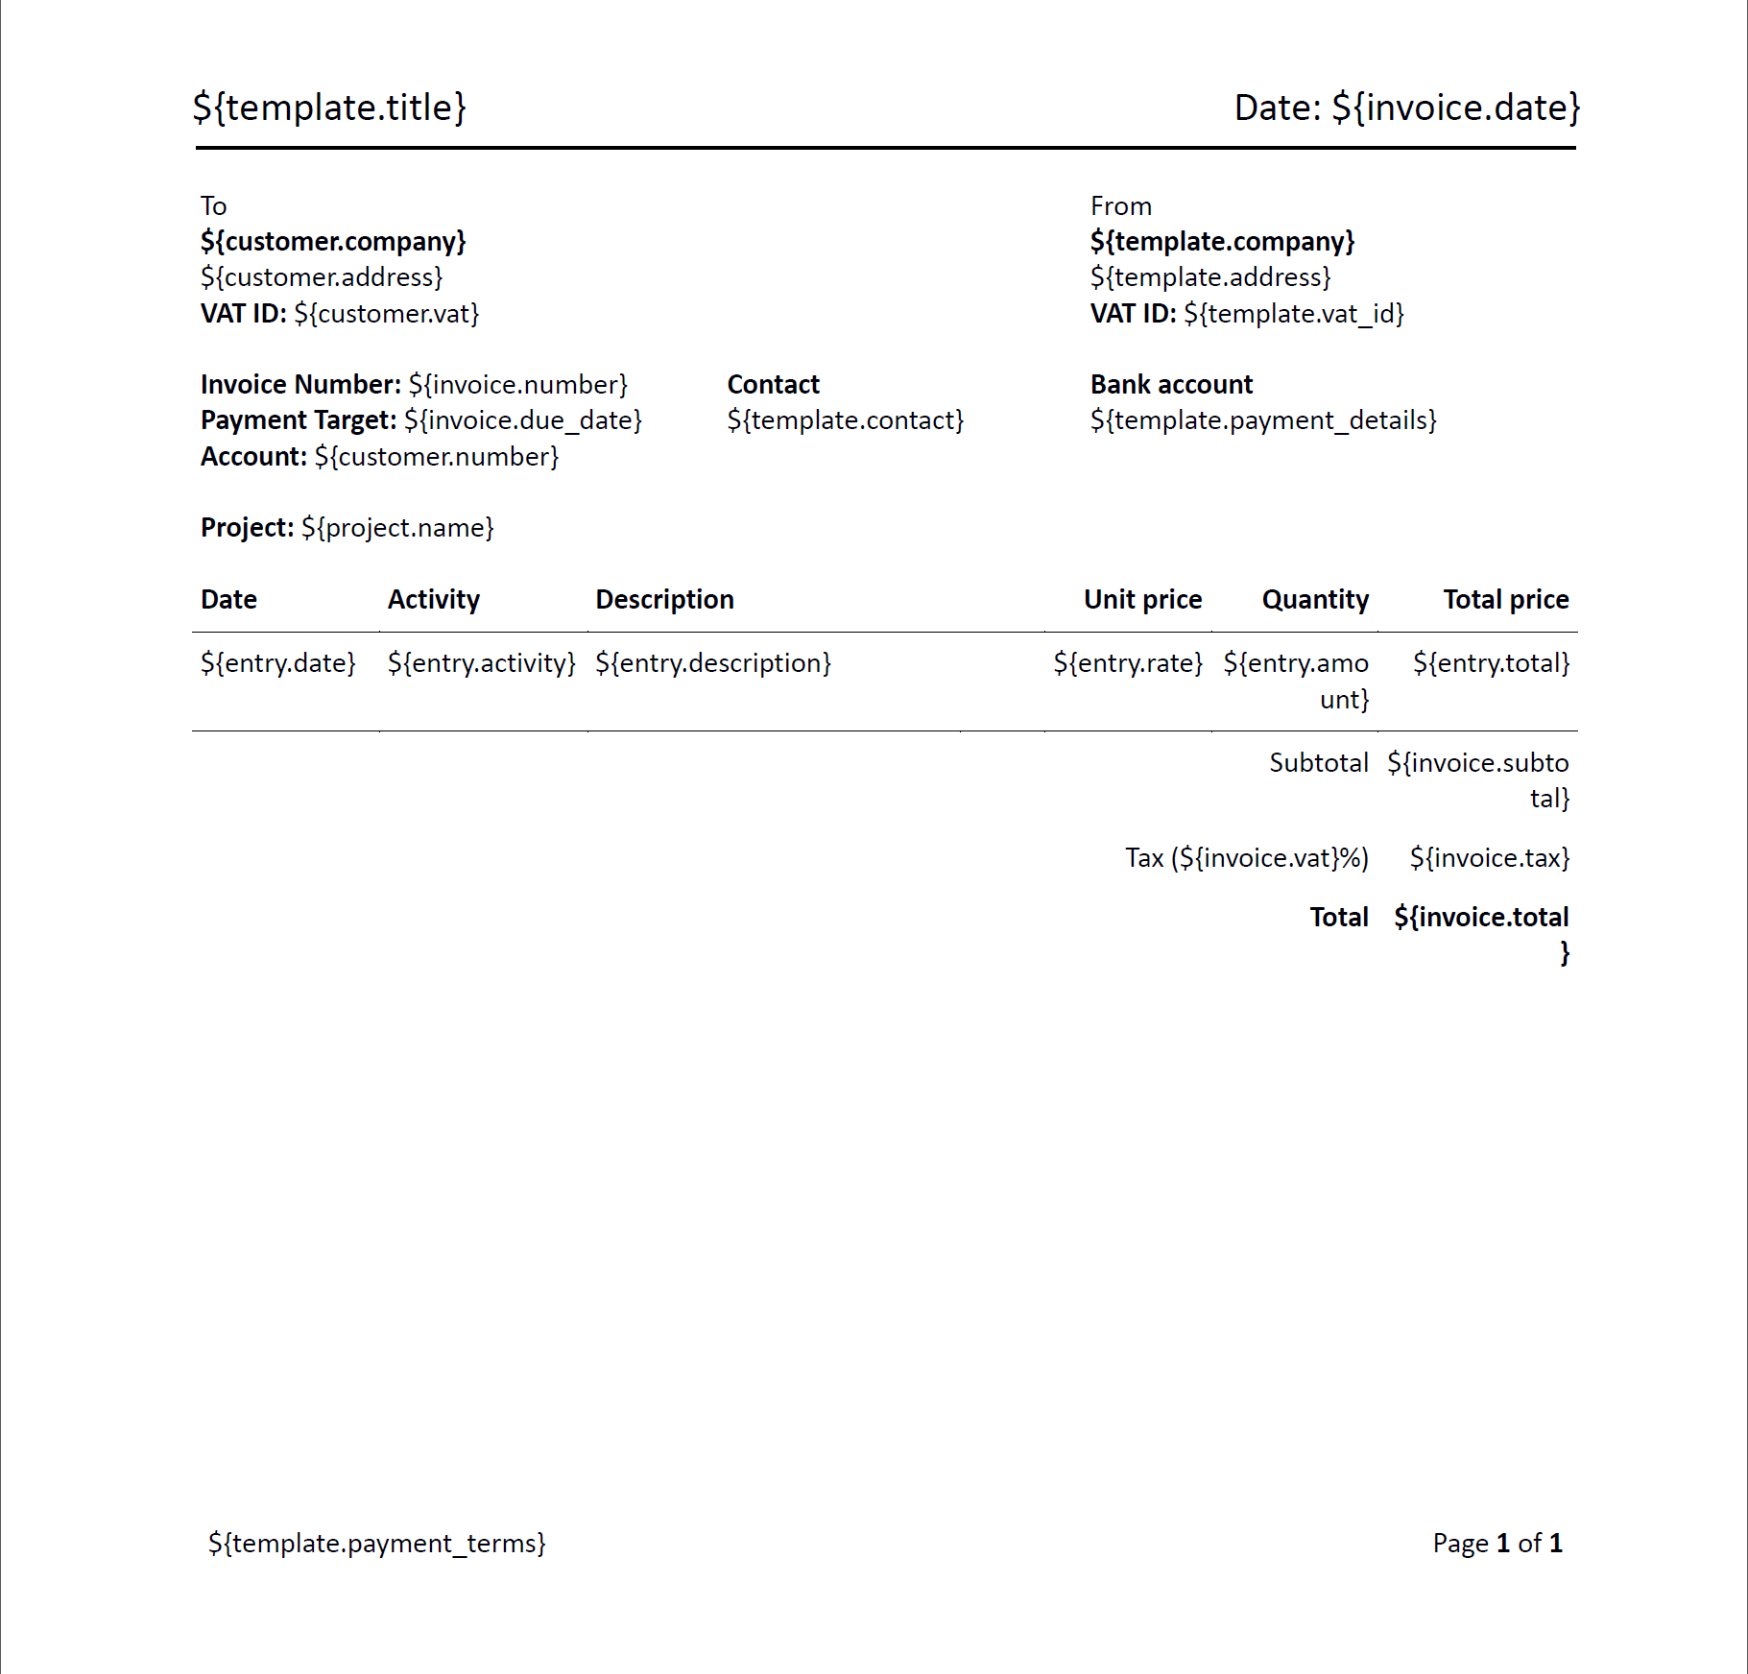 ${template.title} Date: ${invoice.date}
To From
${customer.company} ${template.company}
${customer.address} ${template.address}
VAT ID: ${customer.vat} VAT ID: ${template.vat_id}
Invoice Number: ${invoice.number} Contact Bank account
Payment Target: ${invoice.due_date} ${template.contact} ${template.payment_details}
Account: ${customer.number}
Project: ${project.name}
Date Activity Description Unit price Quantity Total price
${entry.date} ${entry.activity} ${entry.description} ${entry.rate} ${entry.amo ${entry.total}
unt}
Subtotal ${invoice.subto
tal}
Tax (${invoice.vat}%) ${invoice.tax}
Total ${invoice.total
}
${template.payment_terms} Page 1 of 1